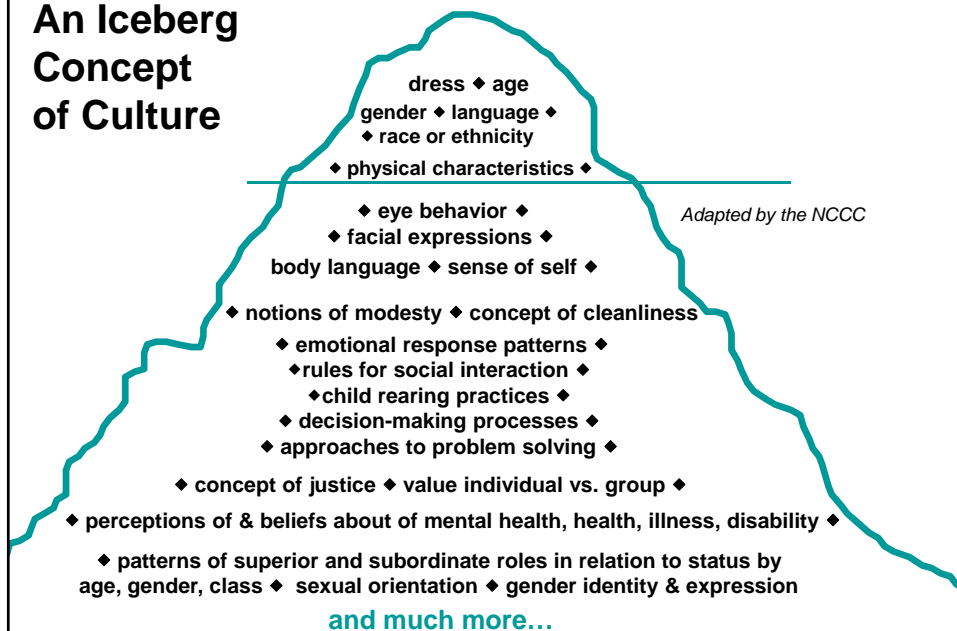 An Iceberg
Concept
of Culture
dress ◆ age
gender ◆ language ◆
◆ race or ethnicity
◆ physical characteristics ◆
◆ eye behavior ◆
Adapted by the NCCC
◆ facial expressions ◆
body language ◆ sense of self ◆
◆ notions of modesty ◆ concept of cleanliness
◆ emotional response patterns ◆
◆rules for social interaction ◆
◆child rearing practices ◆
◆ decision-making processes ◆
◆ approaches to problem solving ◆
◆ concept of justice ◆ value individual vs. group ◆
◆ perceptions of & beliefs about of mental health, health, illness, disability ◆
◆ patterns of superior and subordinate roles in relation to status by
age, gender, class ◆ sexual orientation ◆ gender identity & expression
and much more…